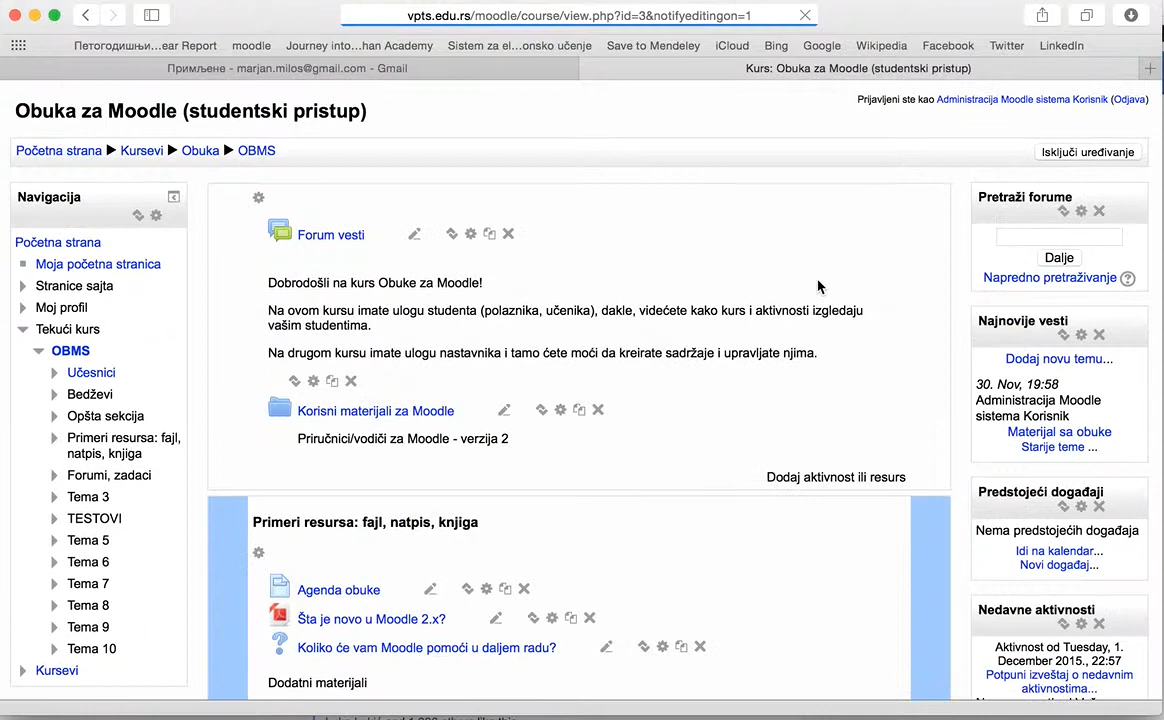 vpts.edu.rs/moodle/course/view.php?id=3&notifyeditingon=1
Петогодишњи...ear Report moodle Journey into...han Academy Sistem za el...onsko učenje Save to Mendeley iCloud Bing Google Wikipedia Facebook Twitter LinkedIn
Примљене - marjan.milos@gmail.com - Gmail
Kurs: Obuka za Moodle (studentski pristup)
Obuka za Moodle (studentski pristup)
Prijavljeni ste kao Administracija Moodle sistema Korisnik (Odjava)
Početna strana ▶ Kursevi ▶ Obuka ▶ OBMS
Isključi uređivanje
Navigacija
Početna strana
Moja početna stranica
Stranice sajta
Moj profil
Tekući kurs
OBMS
Učesnici
Bedževi
Opšta sekcija
Primeri resursa: fajl,
natpis, knjiga
Forumi, zadaci
Tema 3
TESTOVI
Tema 5
Tema 6
Tema 7
Tema 8
Tema 9
Tema 10
Kursevi
Forum vesti
Dobrodošli na kurs Obuke za Moodle!
Na ovom kursu imate ulogu studenta (polaznika, učenika), dakle, videćete kako kurs i aktivnosti izgledaju
vašim studentima.
Na drugom kursu imate ulogu nastavnika i tamo ćete moći da kreirate sadržaje i upravljate njima.
Korisni materijali za Moodle
Priručnici/vodiči za Moodle - verzija 2
Dodaj aktivnost ili resurs
Primeri resursa: fajl, natpis, knjiga
Agenda obuke
Šta je novo u Moodle 2.x?
Koliko će vam Moodle pomoći u daljem radu?
Dodatni materijali
Pretraži forume
Dalje
Napredno pretraživanje
Najnovije vesti
Dodaj novu temu...
30. Nov, 19:58
Administracija Moodle
sistema Korisnik
Materijal sa obuke
Starije teme ...
Predstojeći događaji
Nema predstojećih događaja
Idi na kalendar...
Novi događaj...
Nedavne aktivnosti
Aktivnost od Tuesday, 1.
December 2015., 22:57
Potpuni izveštaj o nedavnim
aktivnostima...